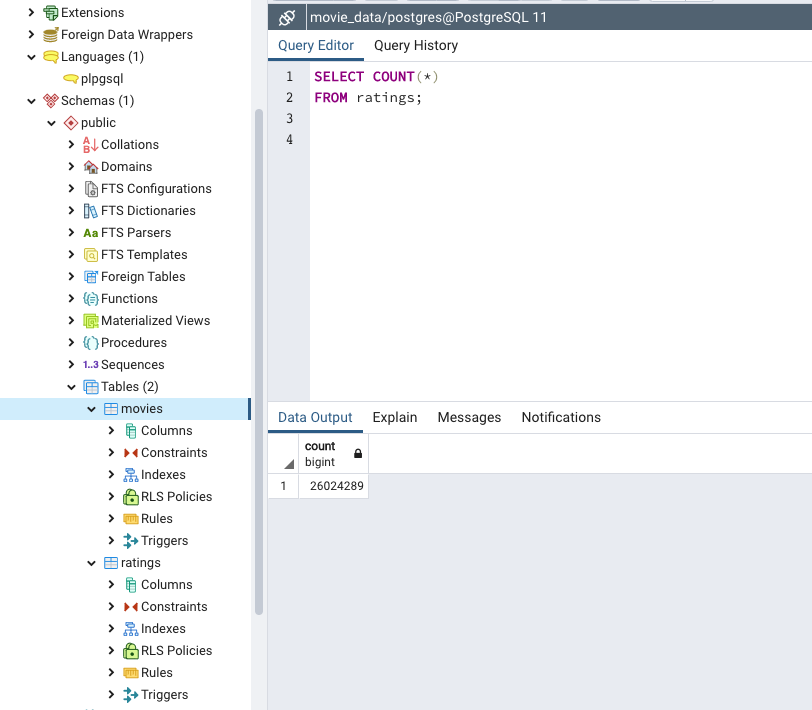 Extensions
Foreign Data Wrappers
Languages (1)
plpgsql
Schemas (1)
public
Collations
Domains
FTS Configurations
FTS Dictionaries
Aa FTS Parsers
FTS Templates
Foreign Tables
Functions
Materialized Views
Procedures
1..3 Sequences
Tables (2)
movies
Columns
Constraints
Indexes
RLS Policies
Rules
Triggers
ratings
Columns
Constraints
Indexes
RLS Policies
Rules
Triggers
movie_data/postgres@PostgreSQL 11
Query Editor Query History
1 SELECT COUNT(*)
2 FROM ratings;
3
4
Data Output Explain Messages Notifications
count
bigint
1 26024289